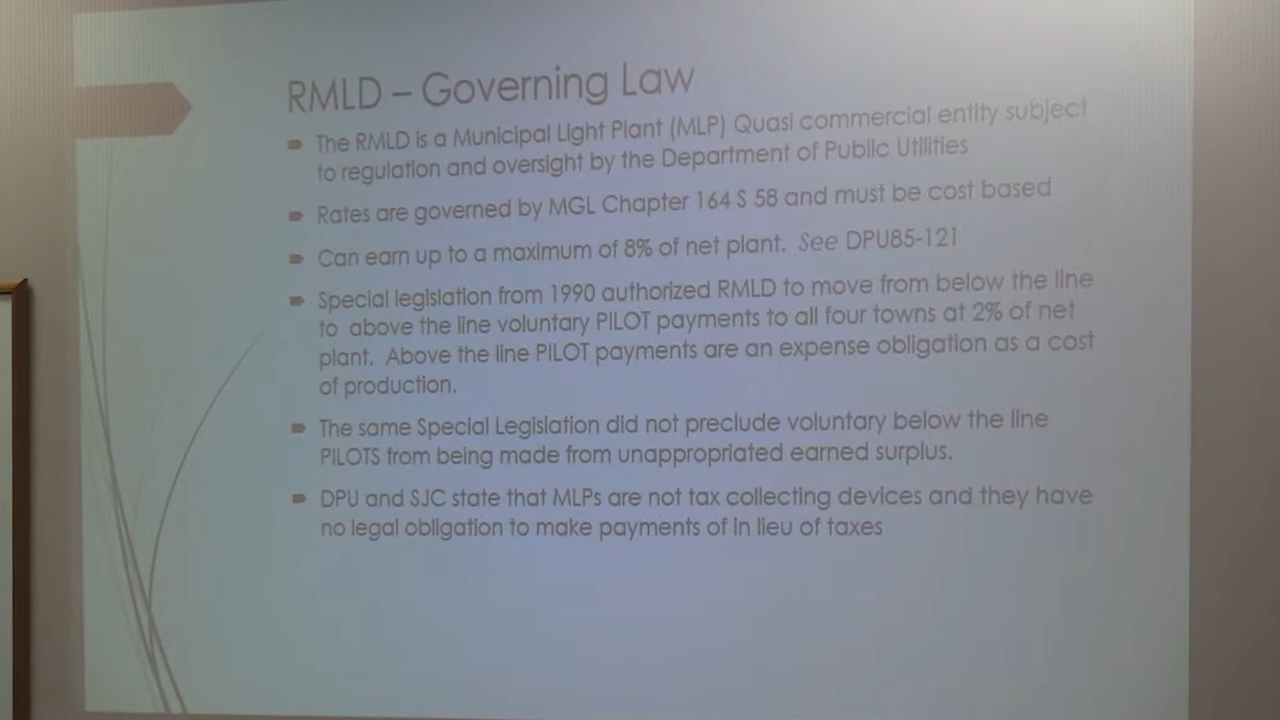 RMLD – Governing Law
The RMLD is a Municipal Light Plant (MLP) Quasi commercial entity subject
to regulation and oversight by the Department of Public Utilities
Rates are governed by MGL Chapter 164 S 58 and must be cost based
Can earn up to a maximum of 8% of net plant. See DPU85-121
Special legislation from 1990 authorized RMLD to move from below the line
to above the line voluntary PILOT payments to all four towns at 2% of net
plant. Above the line PILOT payments are an expense obligation as a cost
of production.
The same Special Legislation did not preclude voluntary below the line
PILOTS from being made from unappropriated earned surplus.
DPU and SJC state that MLPs are not tax collecting devices and they have
no legal obligation to make payments of in lieu of taxes